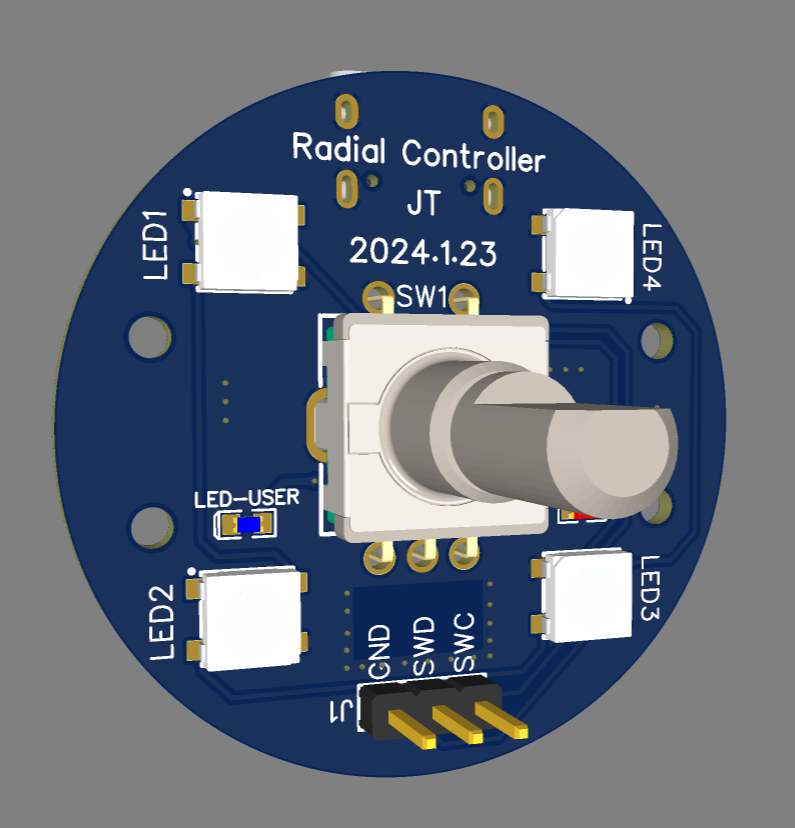 Radial Controller
JT
2024.1.23
SW1
LED1
LED4
LED-USER
LED2
LED3
GND
SWD
SWC
J1